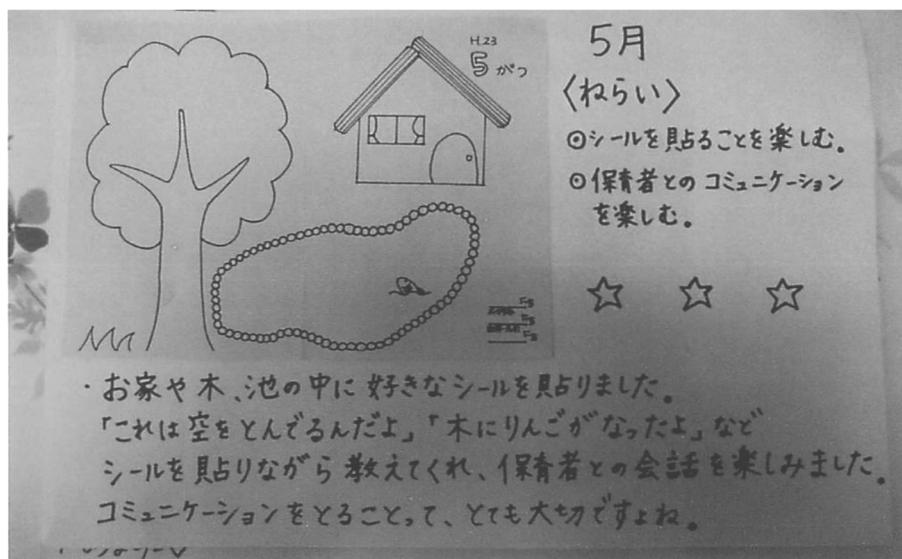 H.23
5がつ
5月
〈ねらい〉
◎シールを貼ることを楽しむ。
◎保育者とのコミュニケーション
を楽しむ。
☆ ☆ ☆
・お家や木、池の中に好きなシールを貼りました。
「これは空をとんでるんだよ」「木にりんごがなったよ」など
シールを貼りながら教えてくれ、保育者との会話を楽しみました。
コミュニケーションをとることって、とても大切ですよね。